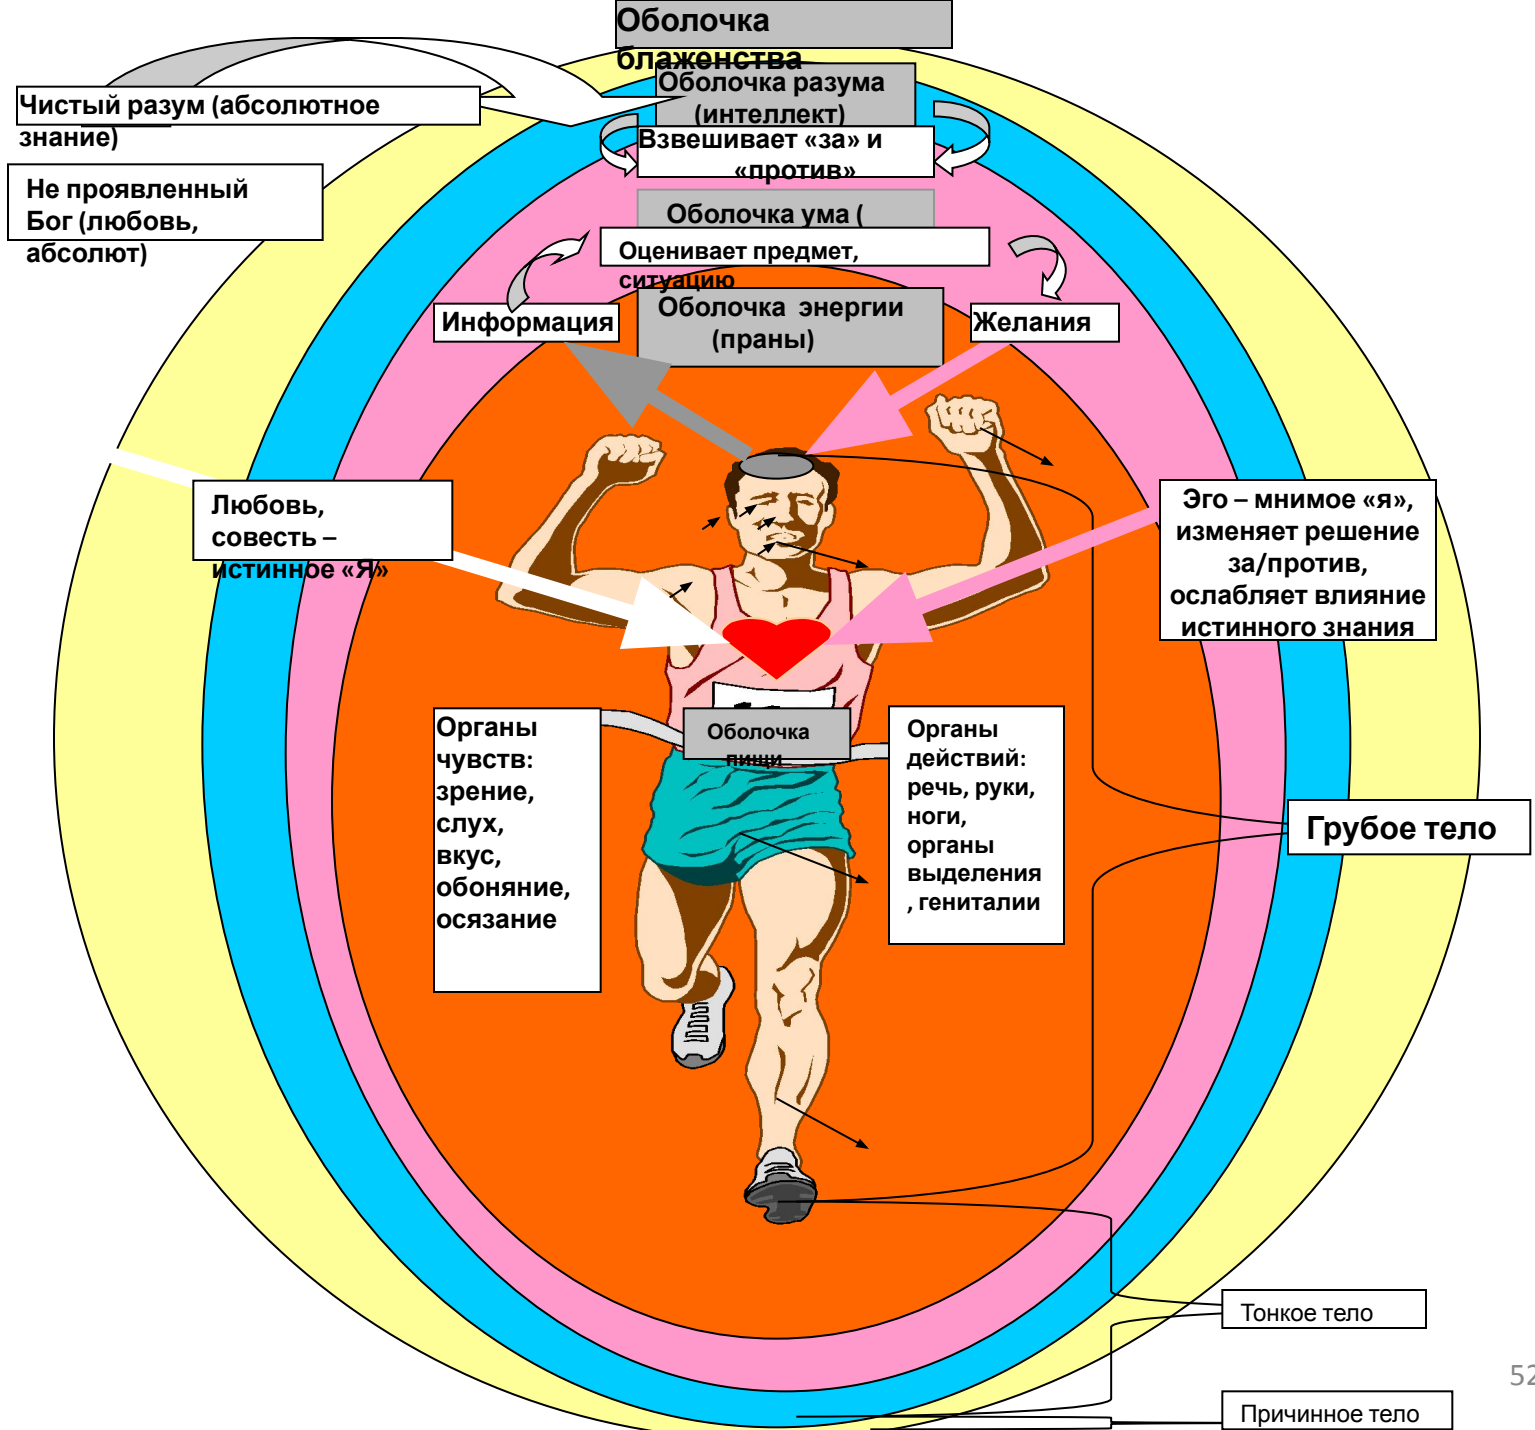 Оболочка
блаженства
Оболочка разума
(интеллект)
Чистый разум (абсолютное
знание)
Взвешивает «за» и
«против»
Не проявленный
Бог (любовь,
абсолют)
Оболочка ума (
Оценивает предмет,
ситуацию
Информация
Оболочка энергии
(праны)
Желания
Любовь,
совесть –
истинное «Я»
Эго – мнимое «я»,
изменяет решение
за/против,
ослабляет влияние
истинного знания
Органы
чувств:
зрение,
слух,
вкус,
обоняние,
осязание
Оболочка
пищи
Органы
действий:
речь, руки,
ноги,
органы
выделения
, гениталии
Грубое тело
Тонкое тело
52
Причинное тело